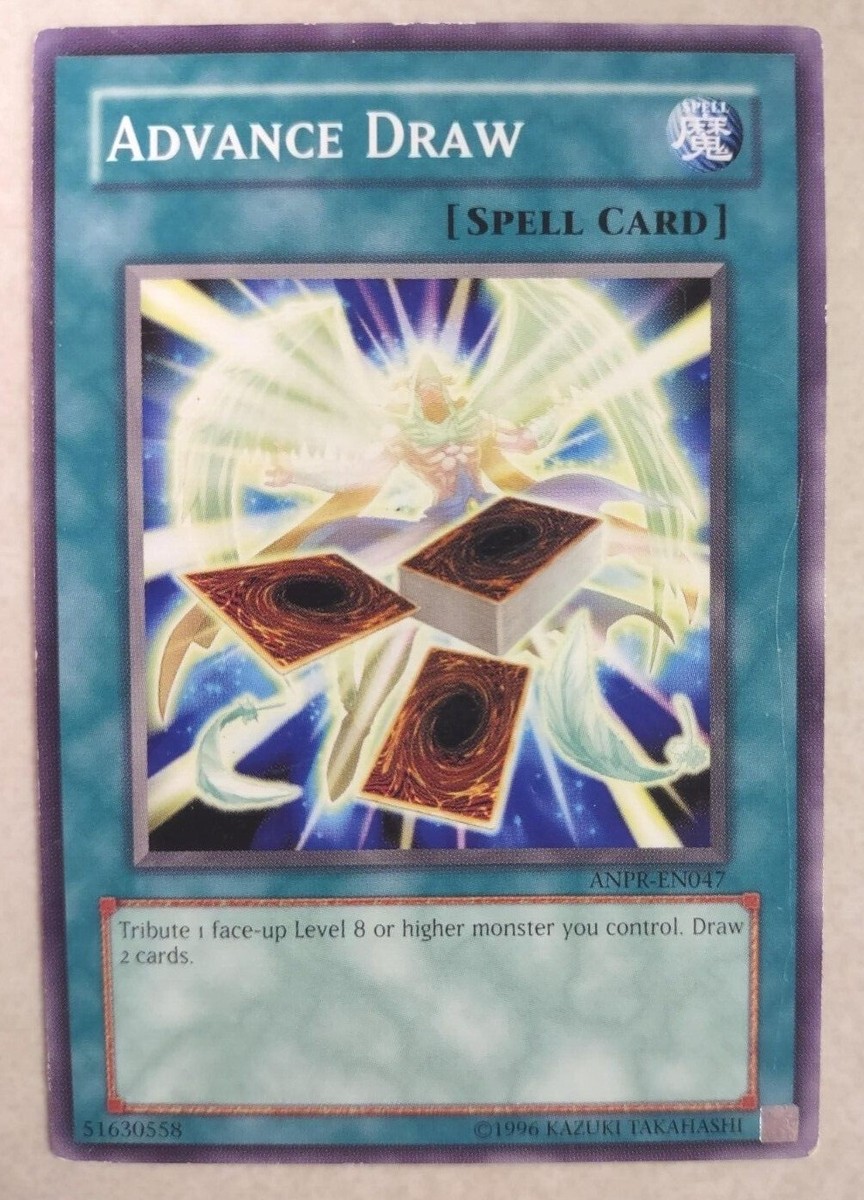 ADVANCE DRAW
SPELL
魔
[SPELL CARD]
ANPR-EN047
Tribute 1 face-up Level 8 or higher monster you control. Draw
2 cards.
51630558
©1996 KAZUKI TAKAHASHI